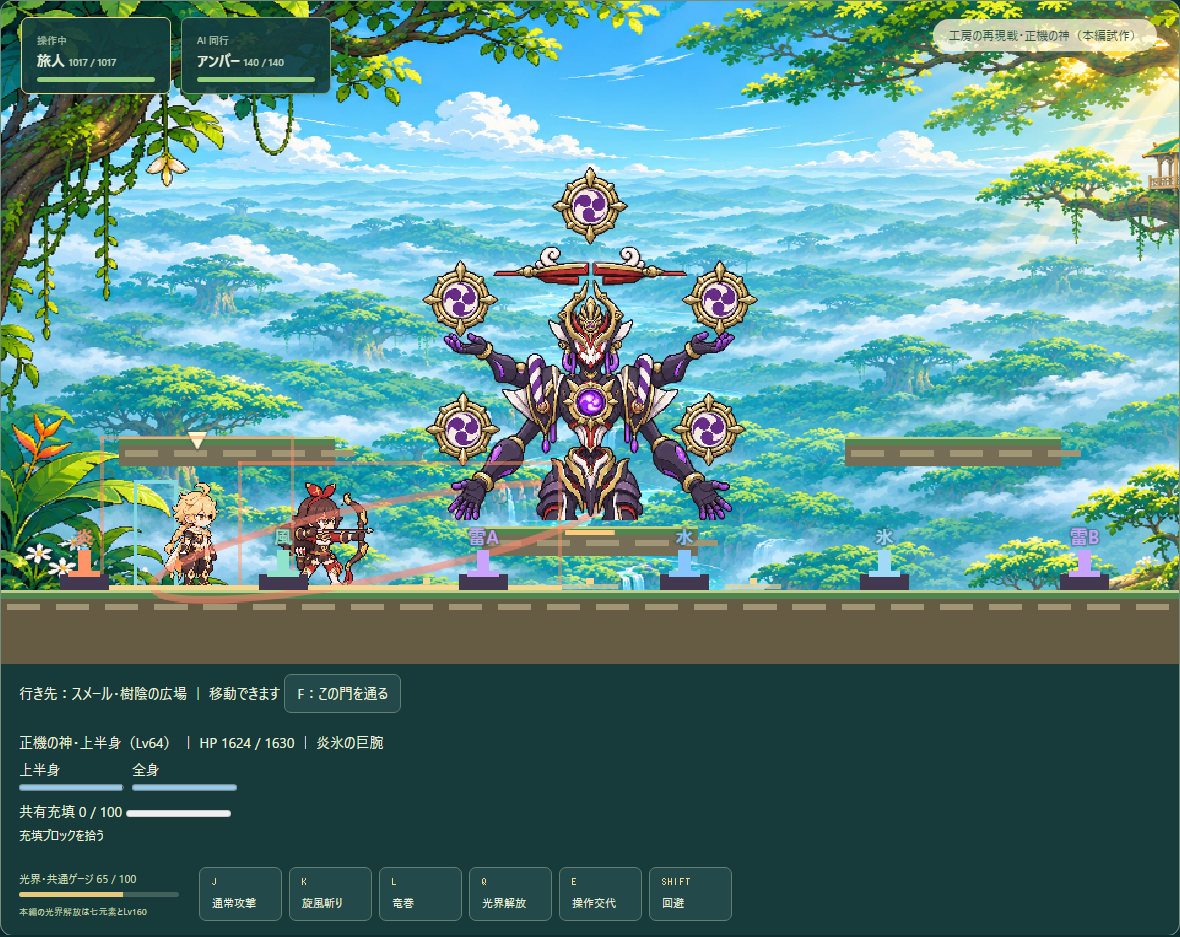 操作中
旅人 1017 / 1017
AI 同行
アンバー 140 / 140
工房の再現戦・正機の神（本編試作）
炎
風
雷A
水
氷
雷B
行き先：スメール・樹陰の広場 ｜ 移動できます
F：この門を通る
正機の神・上半身（Lv64） ｜ HP 1624 / 1630 ｜ 炎氷の巨腕
上半身
全身
共有充填 0 / 100
充填ブロックを拾う
光界・共通ゲージ 65 / 100
本編の光界解放は七元素とLv160
J
通常攻撃
K
旋風斬り
L
竜巻
Q
光界解放
E
操作交代
SHIFT
回避